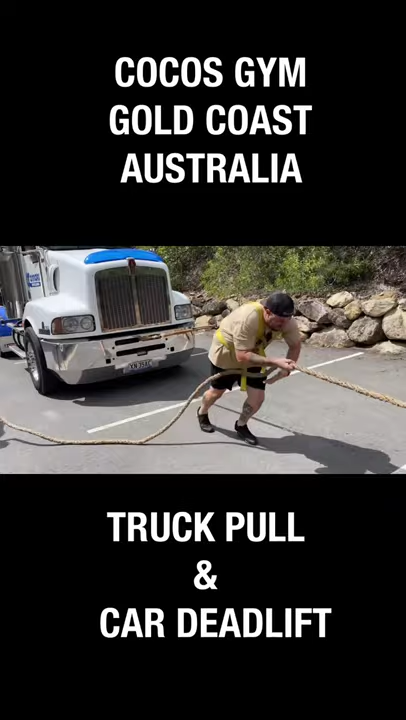 COCOS GYM
GOLD COAST
AUSTRALIA
TRUCK PULL
&
CAR DEADLIFT